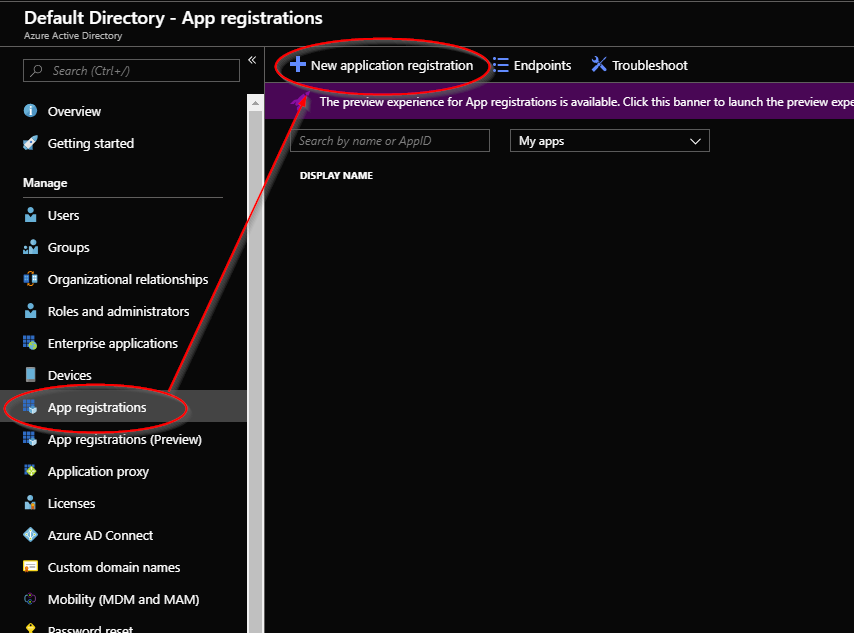 Default Directory - App registrations
Azure Active Directory
Search (Ctrl+/)
«
Overview
Getting started
Manage
Users
Groups
Organizational relationships
Roles and administrators
Enterprise applications
Devices
App registrations
App registrations (Preview)
Application proxy
Licenses
Azure AD Connect
Custom domain names
Mobility (MDM and MAM)
Password reset
New application registration
Endpoints
Troubleshoot
The preview experience for App registrations is available. Click this banner to launch the preview expe
Search by name or AppID
My apps
DISPLAY NAME